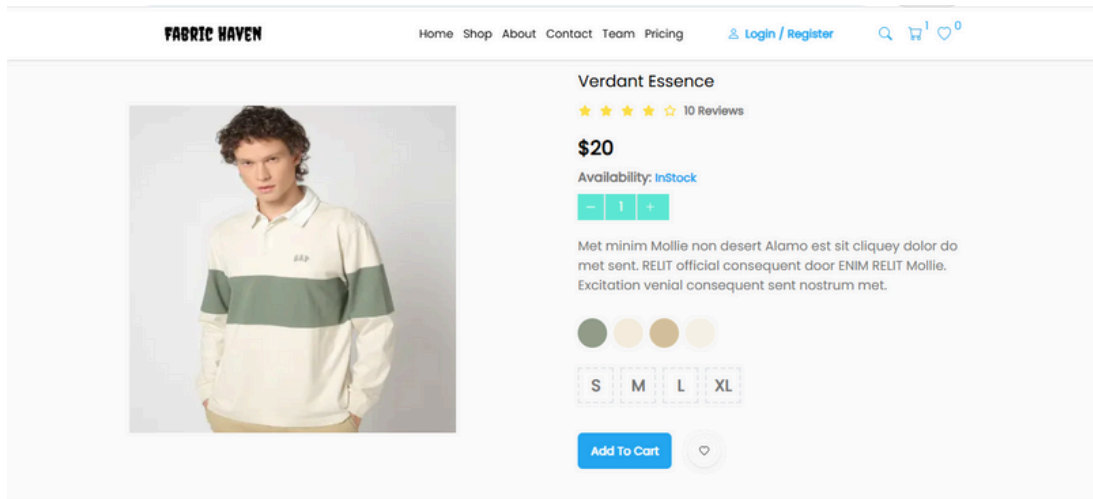 FABRIC HAVEN
Home Shop About Contact Team Pricing
Login / Register
1
0
Verdant Essence
10 Reviews
$20
Availability: InStock
− 1 +
Met minim Mollie non desert Alamo est sit cliquey dolor do
met sent. RELIT official consequent door ENIM RELIT Mollie.
Excitation venial consequent sent nostrum met.
GAP
S M L XL
Add To Cart